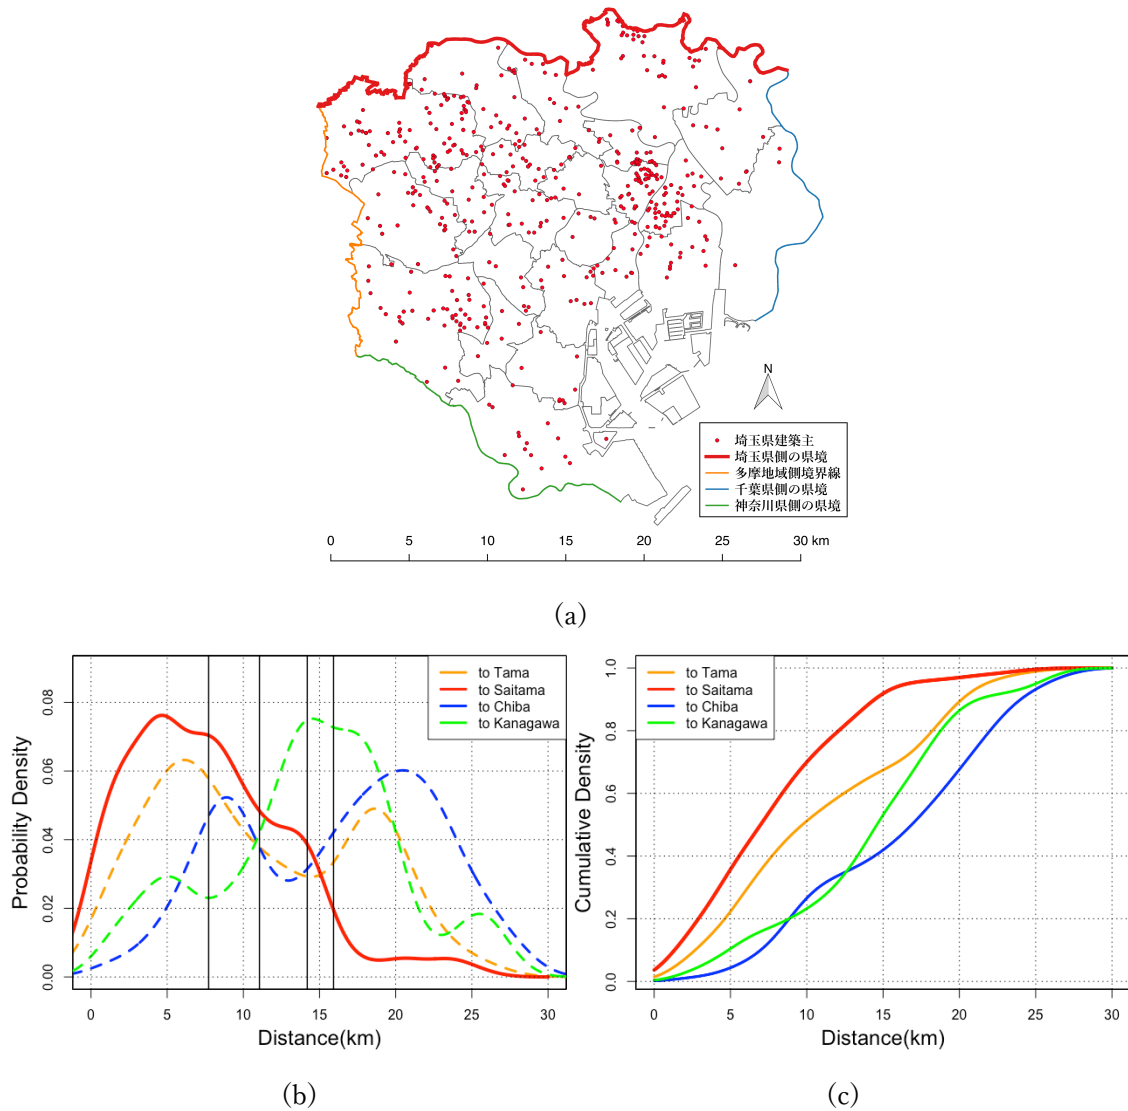 N
埼玉県建築主
埼玉県側の県境
多摩地域側境界線
千葉県側の県境
神奈川県側の県境
0 5 10 15 20 25 30 km
(a)
to Tama
to Saitama
to Chiba
to Kanagawa
Probability Density
0.00 0.02 0.04 0.06 0.08
0 5 10 15 20 25 30
Distance(km)
(b)
to Tama
to Saitama
to Chiba
to Kanagawa
Cumulative Density
0.0 0.2 0.4 0.6 0.8 1.0
0 5 10 15 20 25 30
Distance(km)
(c)